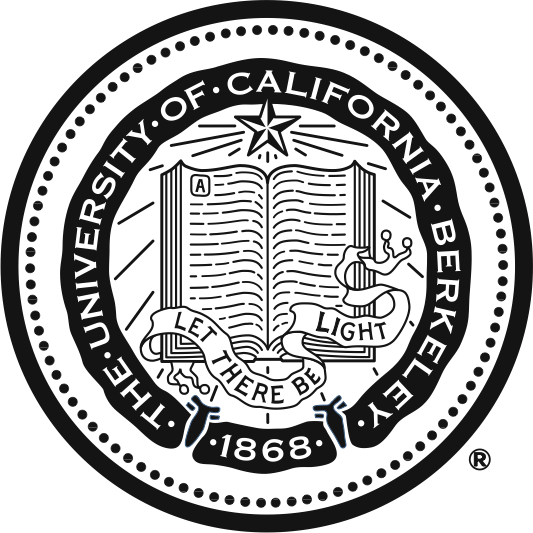 ·THE·UNIVERSITY·OF·CALIFORNIA·BERKELEY·
A
LET THERE BE LIGHT
·1868·
®